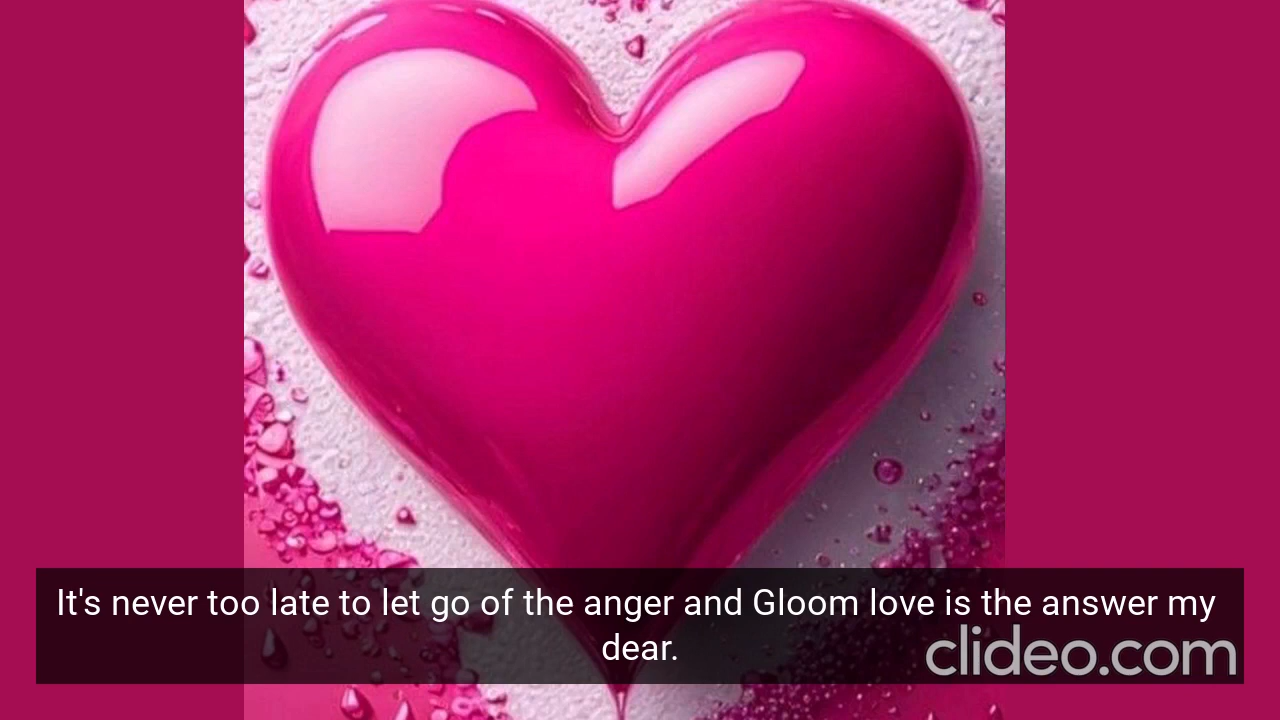 It's never too late to let go of the anger and Gloom love is the answer my
dear.
clideo.com